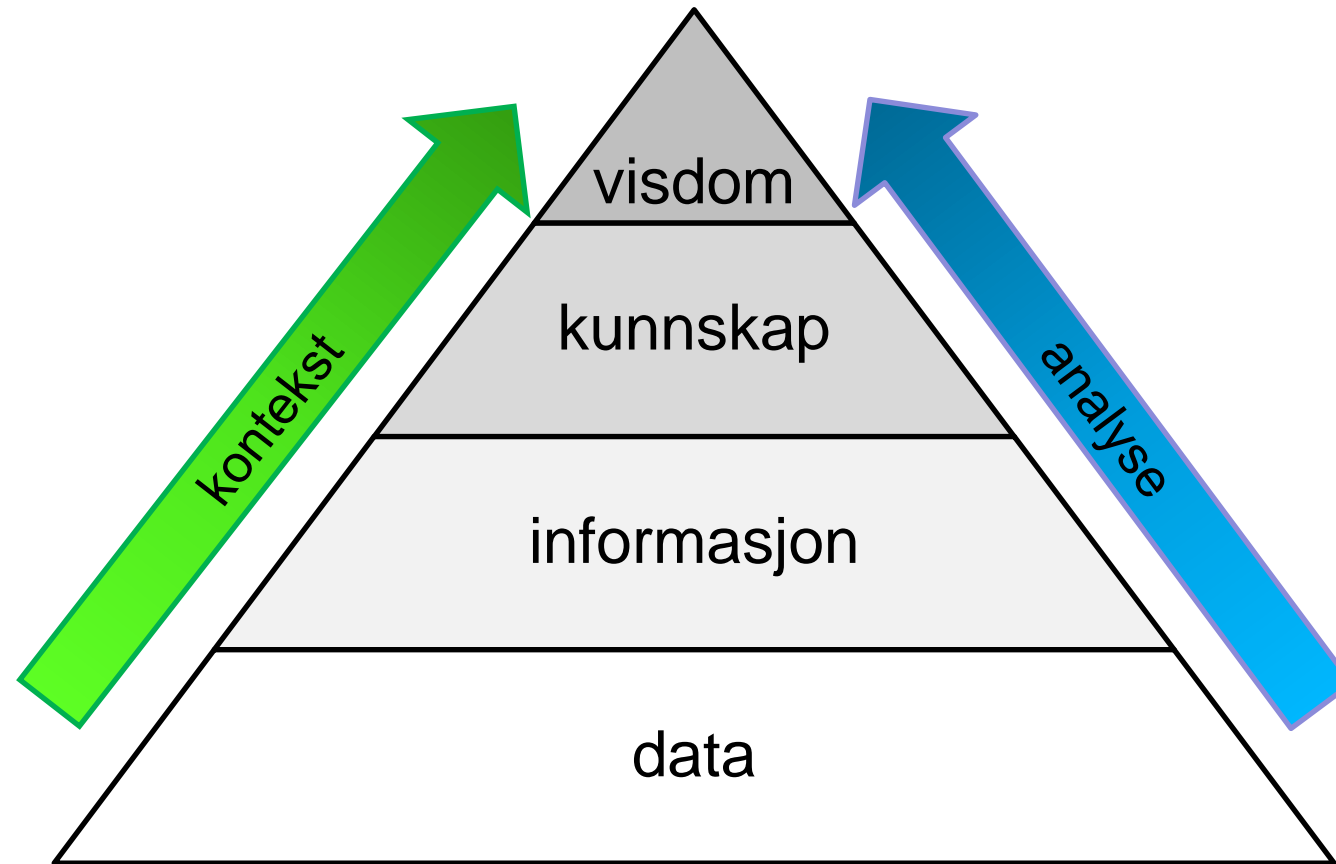 visdom
kunnskap
kontekst
analyse
informasjon
data